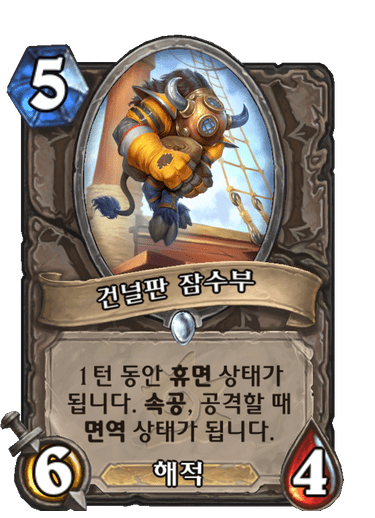 5
건널판 잠수부
1턴 동안 휴면 상태가
됩니다. 속공, 공격할 때
면역 상태가 됩니다.
6
해적
4